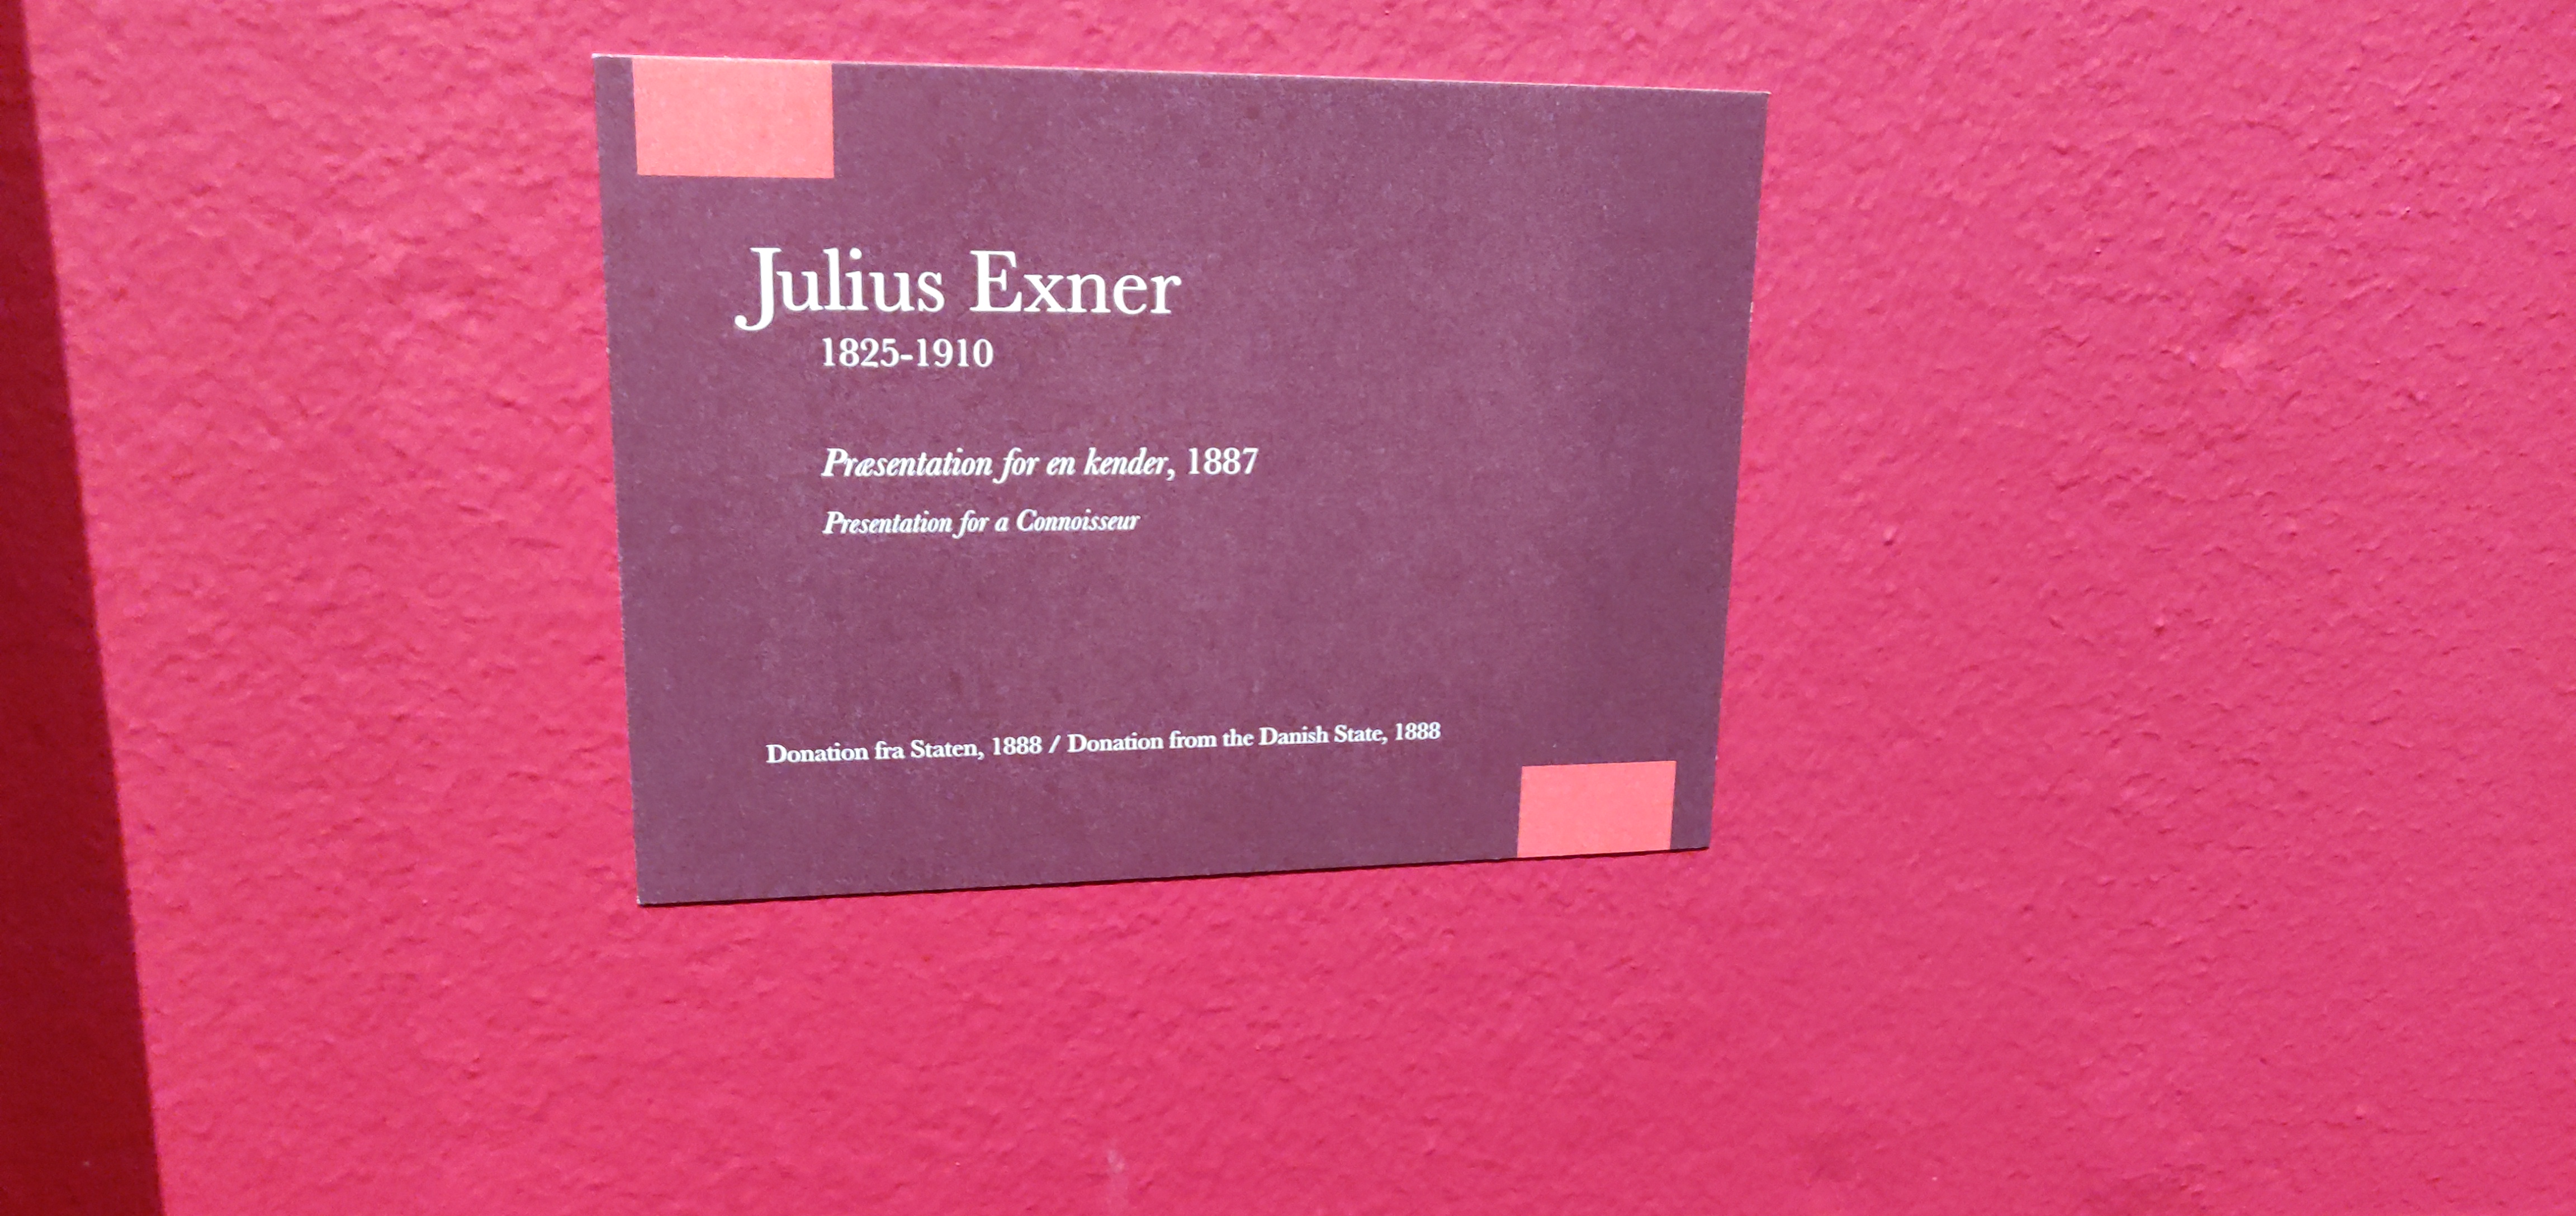 Julius Exner
1825-1910
Præsentation for en kender, 1887
Presentation for a Connoisseur
Donation fra Staten, 1888 / Donation from the Danish State, 1888